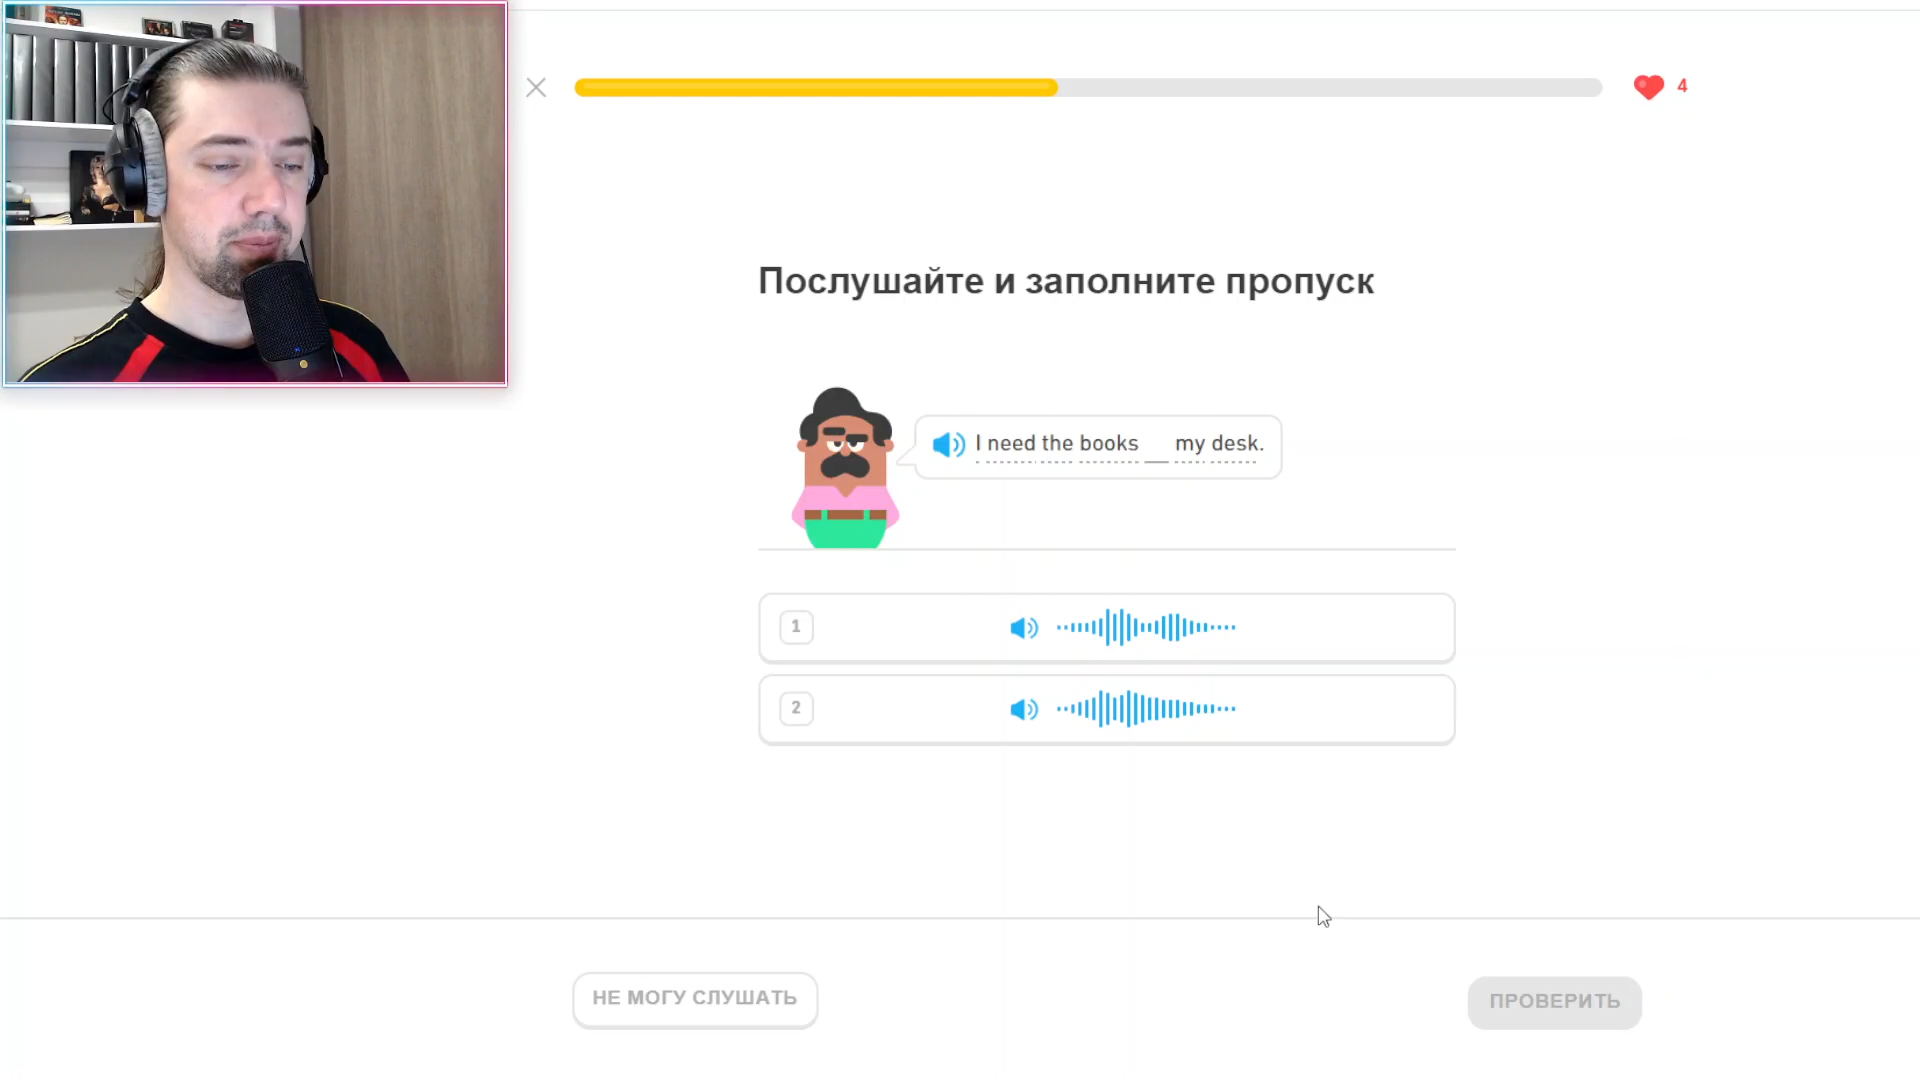 4
Послушайте и заполните пропуск
I need the books __ my desk.
1
2
НЕ МОГУ СЛУШАТЬ
ПРОВЕРИТЬ